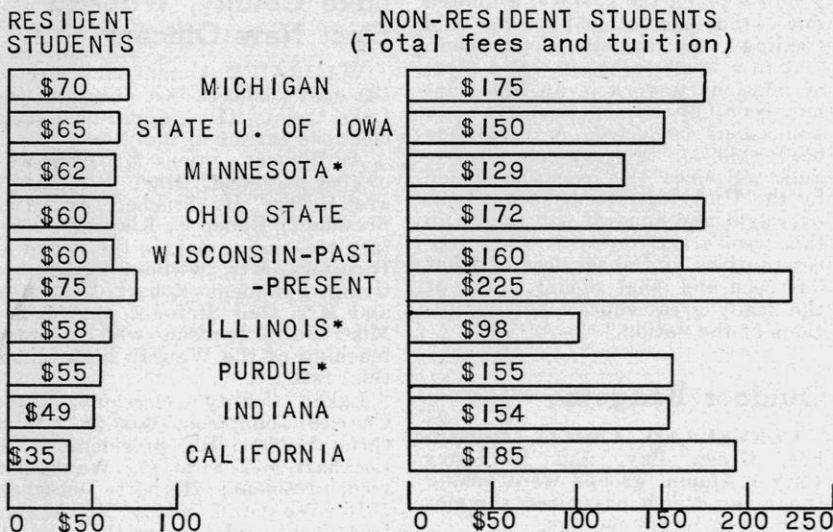 RESIDENT
STUDENTS
NON-RESIDENT STUDENTS
(Total fees and tuition)
$70 MICHIGAN $175
$65 STATE U. OF IOWA $150
$62 MINNESOTA* $129
$60 OHIO STATE $172
$60 WISCONSIN-PAST $160
$75 -PRESENT $225
$58 ILLINOIS* $98
$55 PURDUE* $155
$49 INDIANA $154
$35 CALIFORNIA $185
0 $50 100 0 $50 100 150 200 250